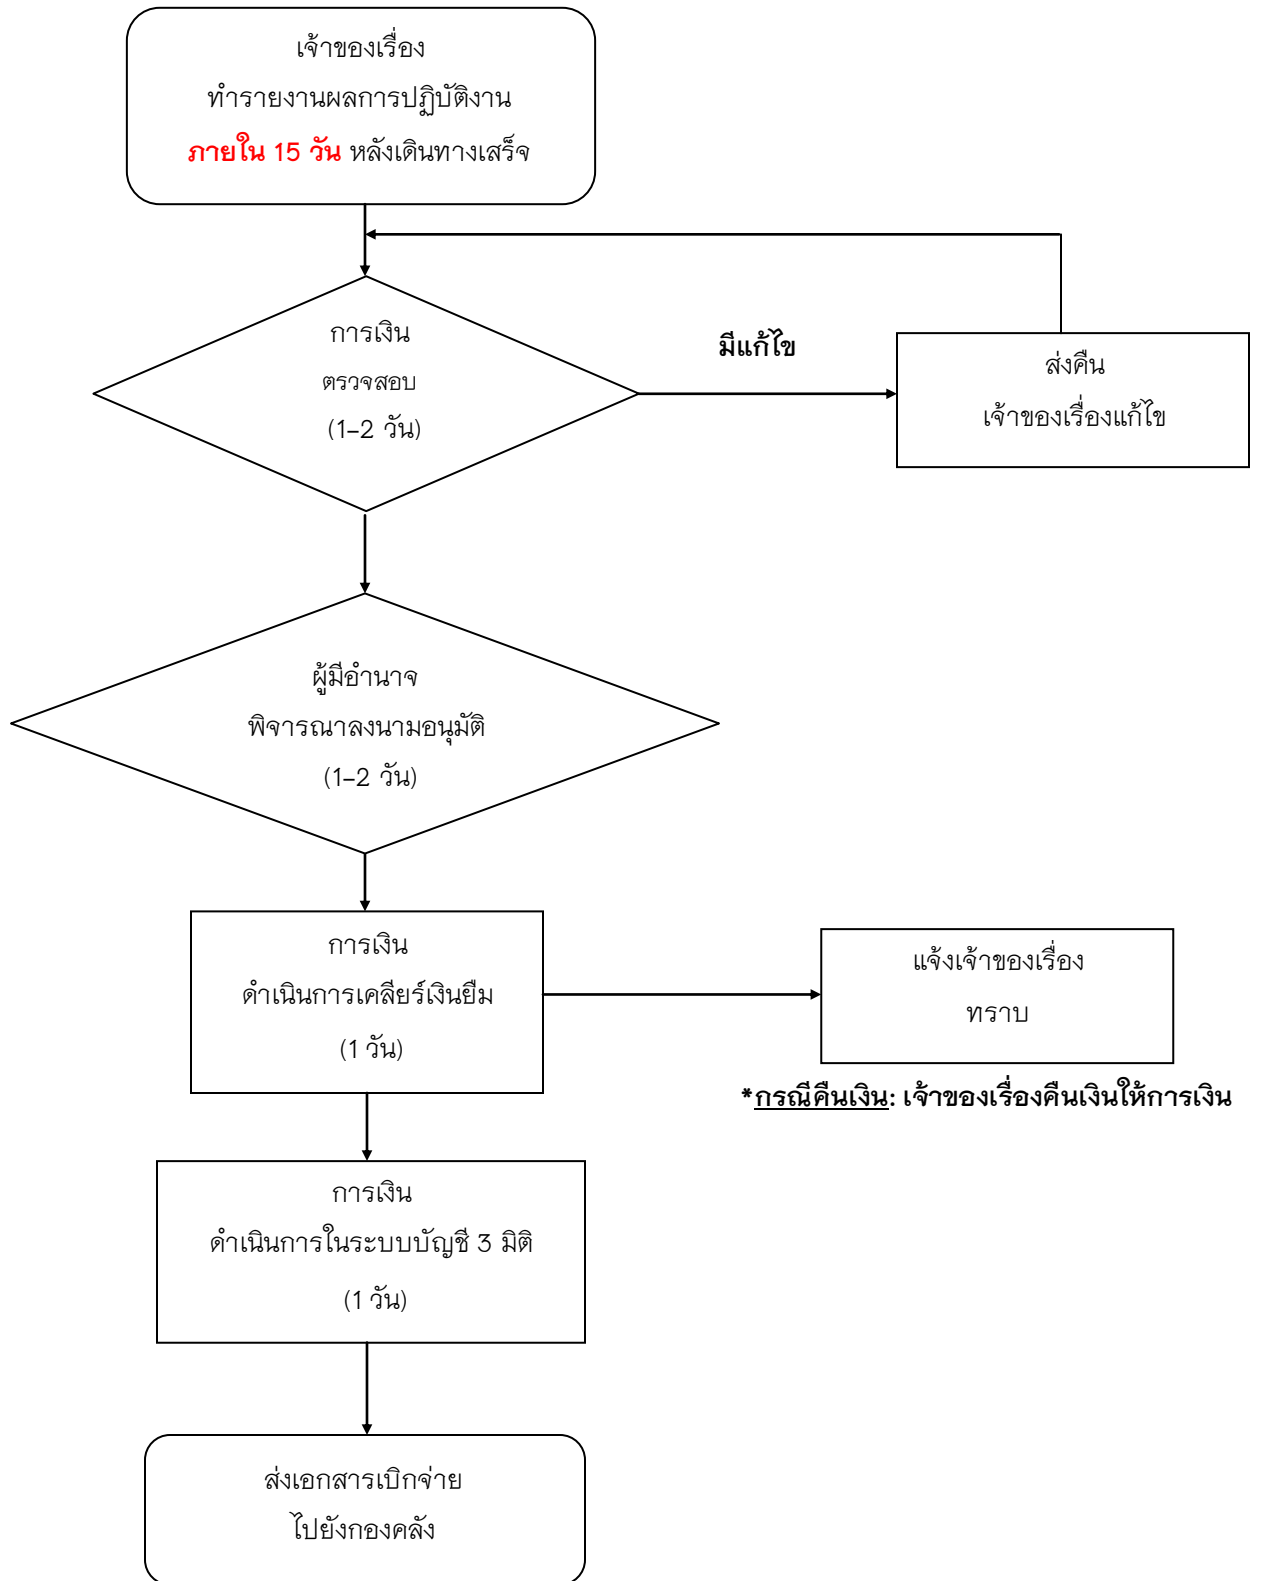 เจ้าของเรื่อง
ทำรายงานผลการปฏิบัติงาน
ภายใน 15 วัน หลังเดินทางเสร็จ
การเงิน
ตรวจสอบ
(1-2 วัน)
มีแก้ไข
ส่งคืน
เจ้าของเรื่องแก้ไข
ผู้มีอำนาจ
พิจารณาลงนามอนุมัติ
(1-2 วัน)
การเงิน
ดำเนินการเคลียร์เงินยืม
(1 วัน)
แจ้งเจ้าของเรื่อง
ทราบ
*กรณีคืนเงิน: เจ้าของเรื่องคืนเงินให้การเงิน
การเงิน
ดำเนินการในระบบบัญชี 3 มิติ
(1 วัน)
ส่งเอกสารเบิกจ่าย
ไปยังกองคลัง